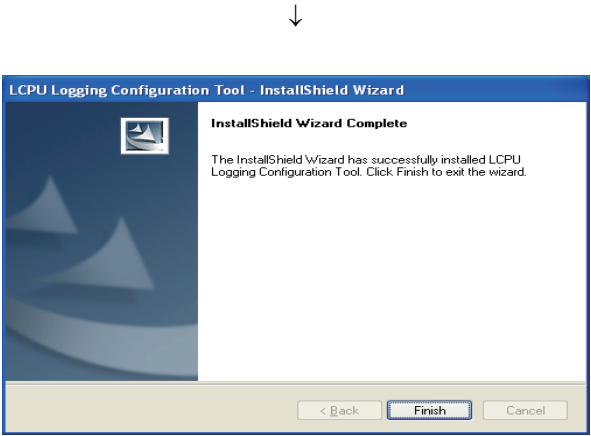 ↓
LCPU Logging Configuration Tool - InstallShield Wizard
InstallShield Wizard Complete
The InstallShield Wizard has successfully installed LCPU
Logging Configuration Tool. Click Finish to exit the wizard.
< Back Finish Cancel